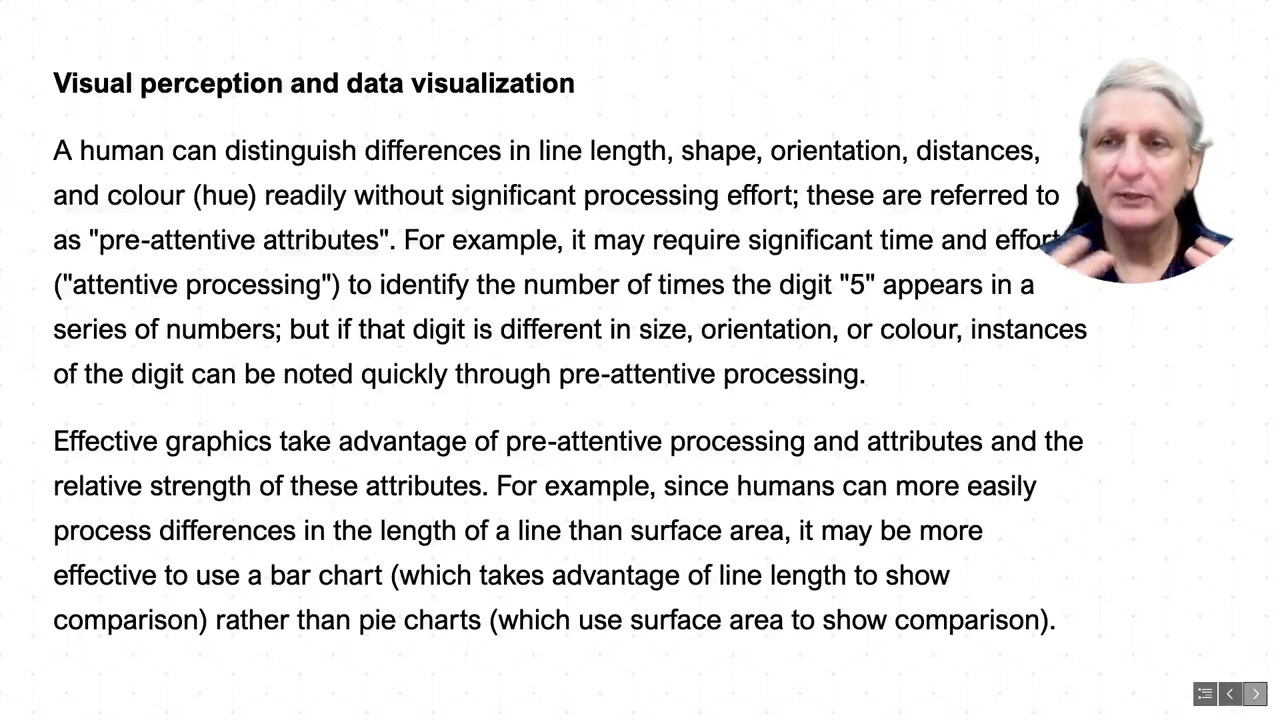 Visual perception and data visualization
A human can distinguish differences in line length, shape, orientation, distances,
and colour (hue) readily without significant processing effort; these are referred to
as "pre-attentive attributes". For example, it may require significant time and effort
("attentive processing") to identify the number of times the digit "5" appears in a
series of numbers; but if that digit is different in size, orientation, or colour, instances
of the digit can be noted quickly through pre-attentive processing.
Effective graphics take advantage of pre-attentive processing and attributes and the
relative strength of these attributes. For example, since humans can more easily
process differences in the length of a line than surface area, it may be more
effective to use a bar chart (which takes advantage of line length to show
comparison) rather than pie charts (which use surface area to show comparison).